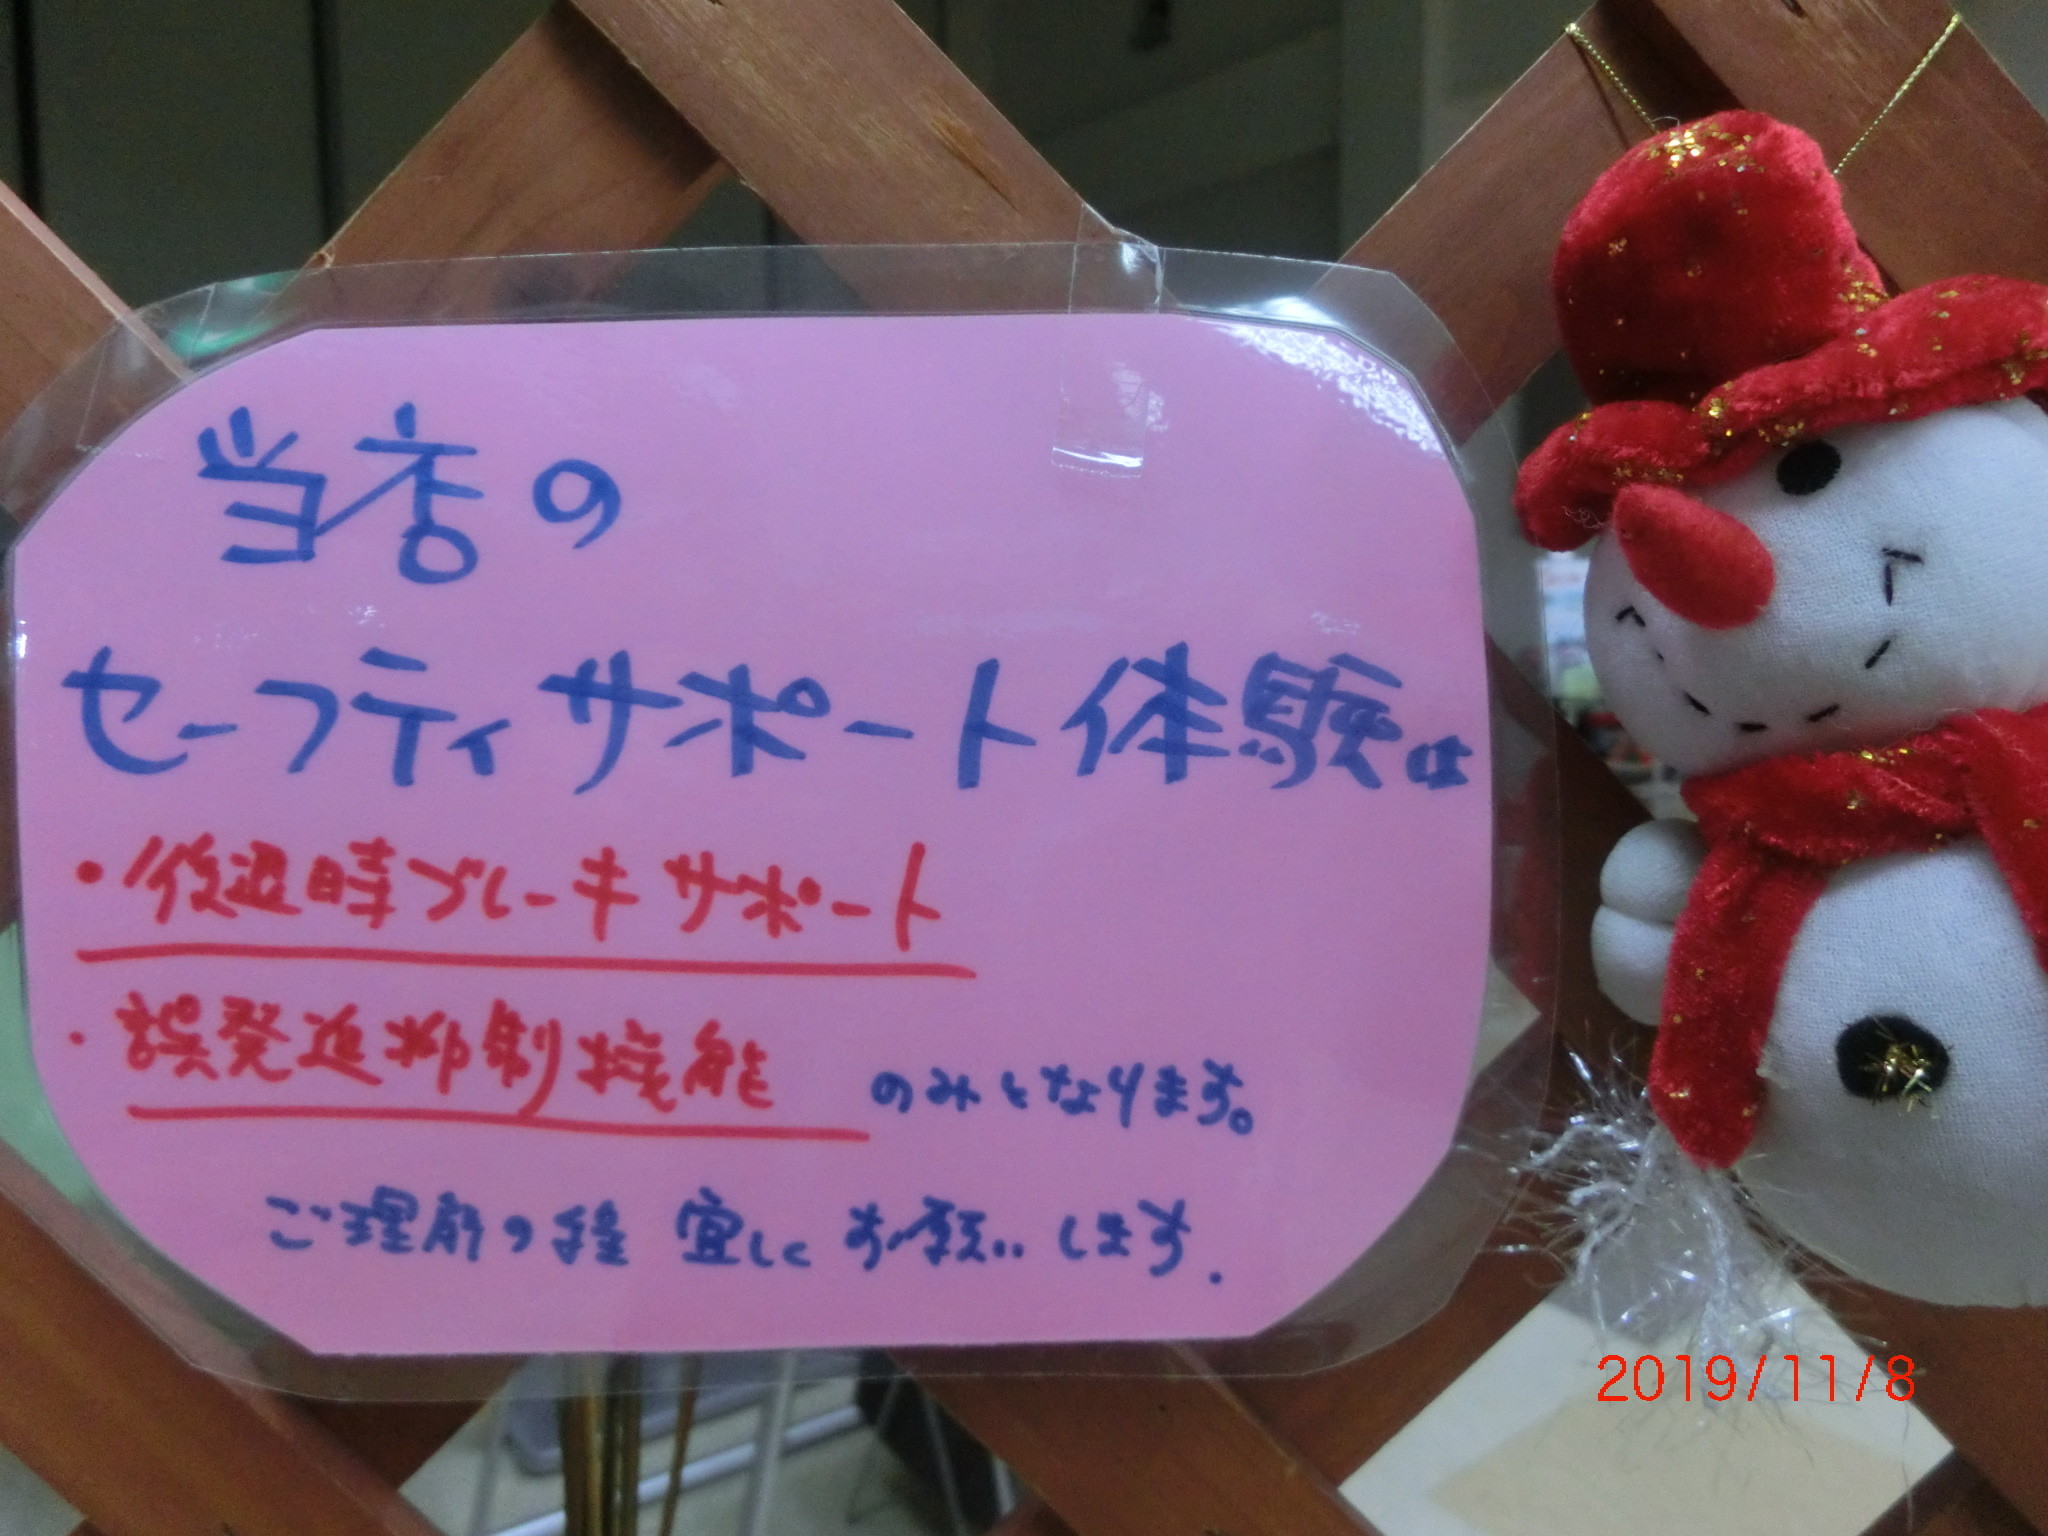 当店の
セーフティサポート体験は
・後退時ブレーキサポート
・誤発進抑制機能 のみとなります。
ご理解の程 宜しく お願い します.
2019/11/8